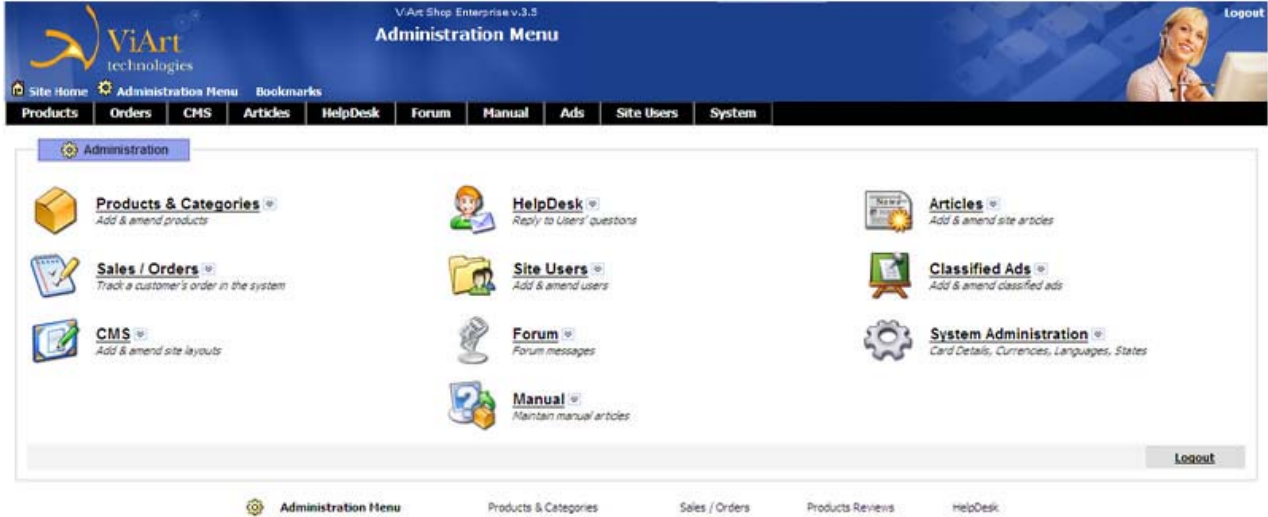 ViArt Shop Enterprise v.3.5
Logout
Administration Menu
ViArt
technologies
Site Home Administration Menu Bookmarks
Products Orders CMS Articles HelpDesk Forum Manual Ads Site Users System
Administration
Products & Categories
Add & amend products
HelpDesk
Reply to Users' questions
News
Articles
Add & amend site articles
Sales / Orders
Track a customer's order in the system
Site Users
Add & amend users
Classified Ads
Add & amend classified ads
CMS
Add & amend site layouts
Forum
Forum messages
System Administration
Card Details, Currencies, Languages, States
Manual
Maintain manual articles
Logout
Administration Menu Products & Categories Sales / Orders Products Reviews HelpDesk